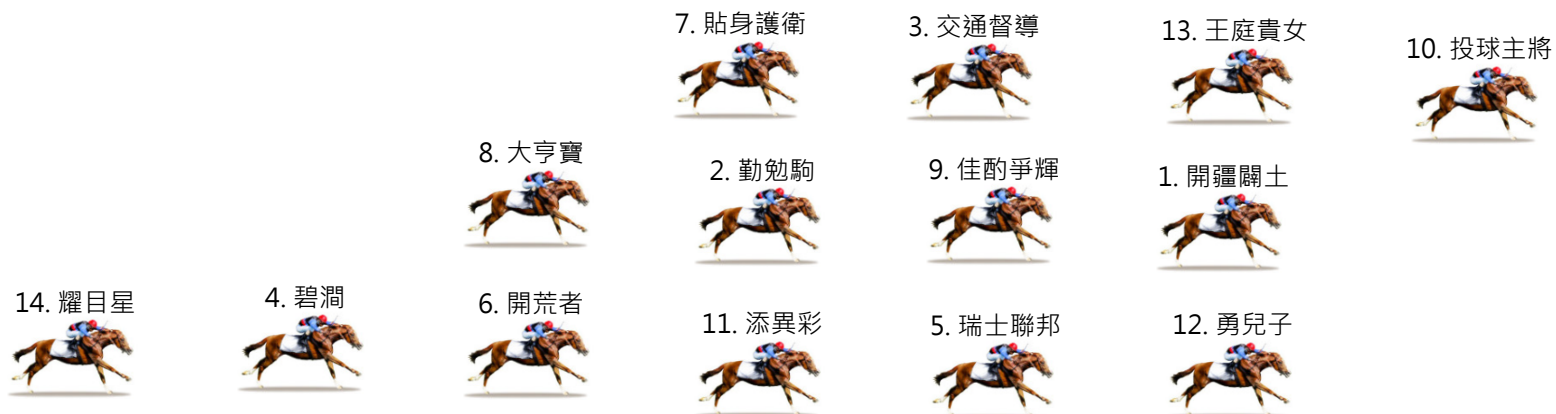 7. 貼身護衛
3. 交通督導
13. 王庭貴女
10. 投球主將
8. 大亨寶
2. 勤勉駒
9. 佳酌爭輝
1. 開疆闢土
14. 耀目星
4. 碧澗
6. 開荒者
11. 添異彩
5. 瑞士聯邦
12. 勇兒子